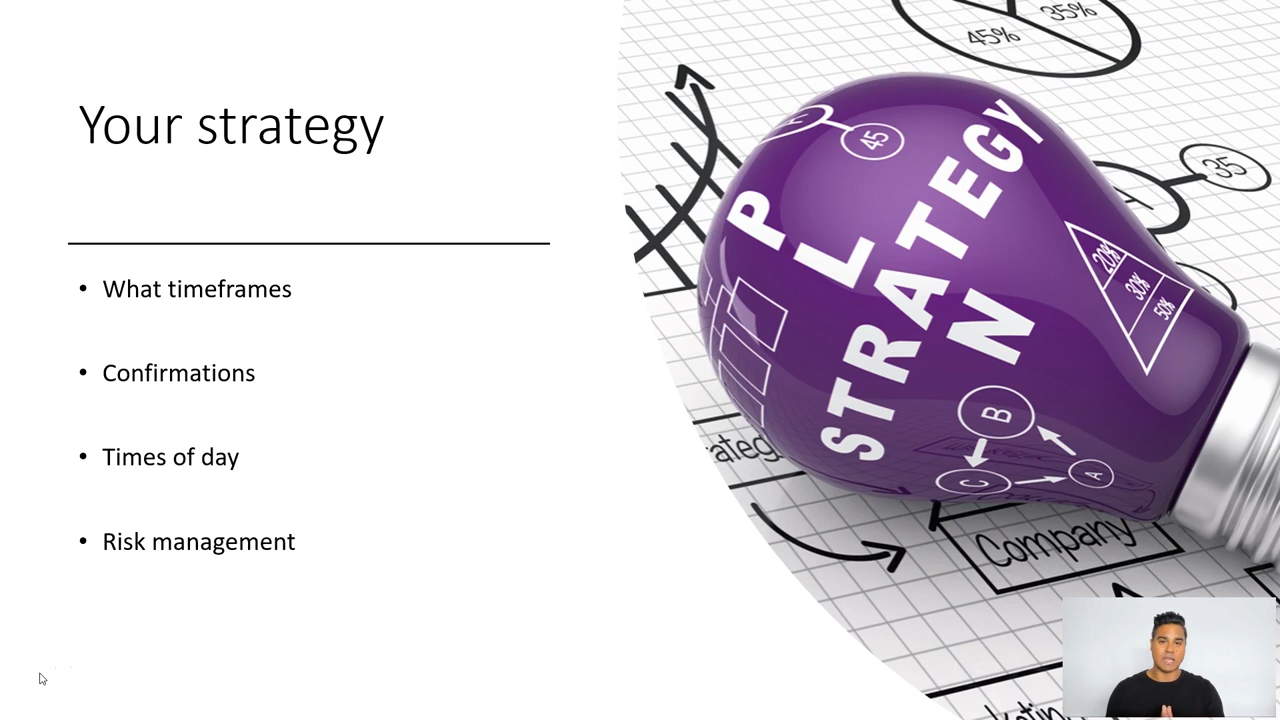 Your strategy
• What timeframes
• Confirmations
• Times of day
• Risk management
45%
35%
45
35
A
PLAN
STRATEGY
20%
30%
50%
B
C
A
Company